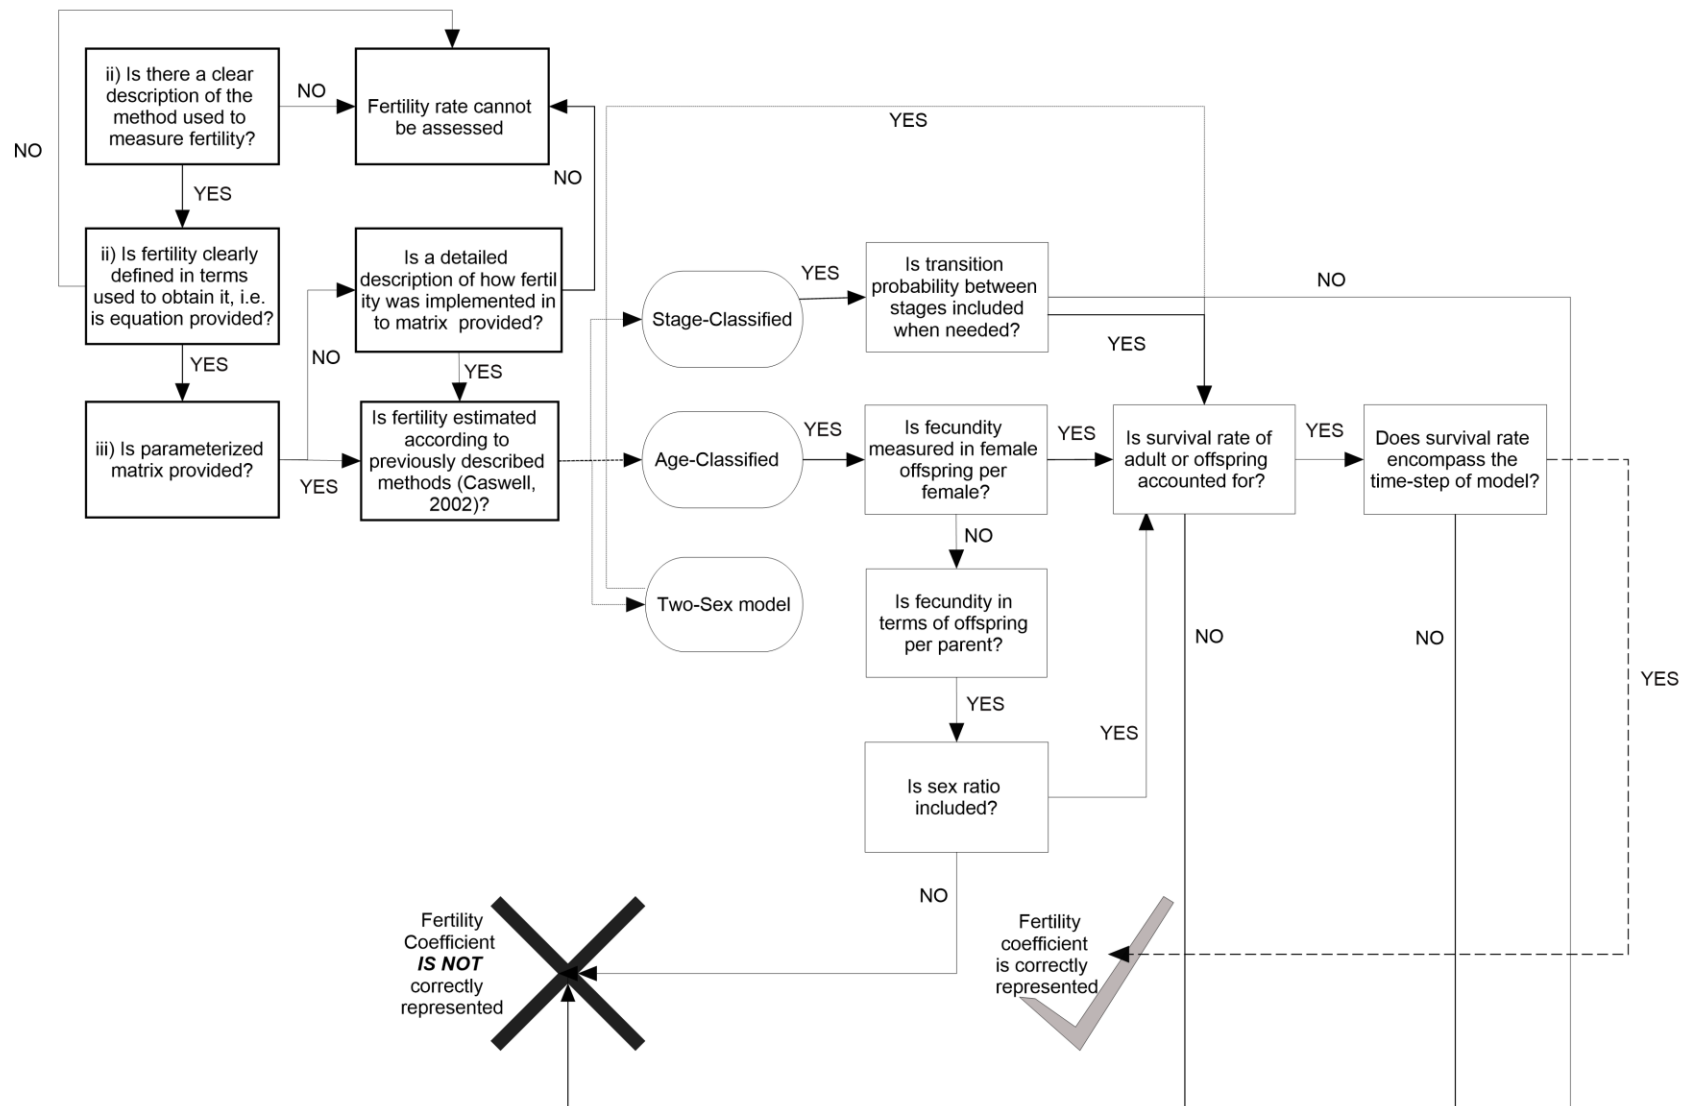 ii) Is there a clear
description of the
method used to
measure fertility?
NO
Fertility rate cannot
be assessed
YES
NO
NO
YES
ii) Is fertility clearly
defined in terms
used to obtain it, i.e.
is equation provided?
Is a detailed
description of how fertil
ity was implemented in
to matrix provided?
YES
NO
YES
iii) Is parameterized
matrix provided?
YES
Is fertility estimated
according to
previously described
methods (Caswell,
2002)?
Stage-Classified
YES
Is transition
probability between
stages included
when needed?
NO
YES
Age-Classified
YES
Is fecundity
measured in female
offspring per
female?
YES
Is survival rate of
adult or offspring
accounted for?
YES
Does survival rate
encompass the
time-step of model?
NO
Two-Sex model
Is fecundity in
terms of offspring
per parent?
NO
NO
YES
YES
YES
Is sex ratio
included?
NO
Fertility
Coefficient
IS NOT
correctly
represented
Fertility
coefficient
is correctly
represented